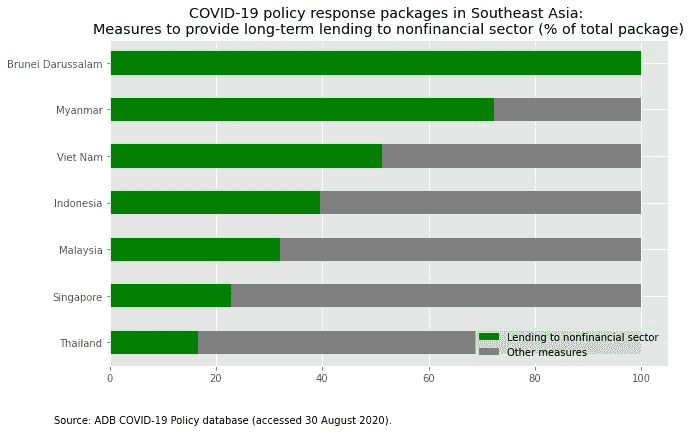 COVID-19 policy response packages in Southeast Asia:
Measures to provide long-term lending to nonfinancial sector (% of total package)
Brunei Darussalam
Myanmar
Viet Nam
Indonesia
Malaysia
Singapore
Thailand
Lending to nonfinancial sector
Other measures
0 20 40 60 80 100
Source: ADB COVID-19 Policy database (accessed 30 August 2020).